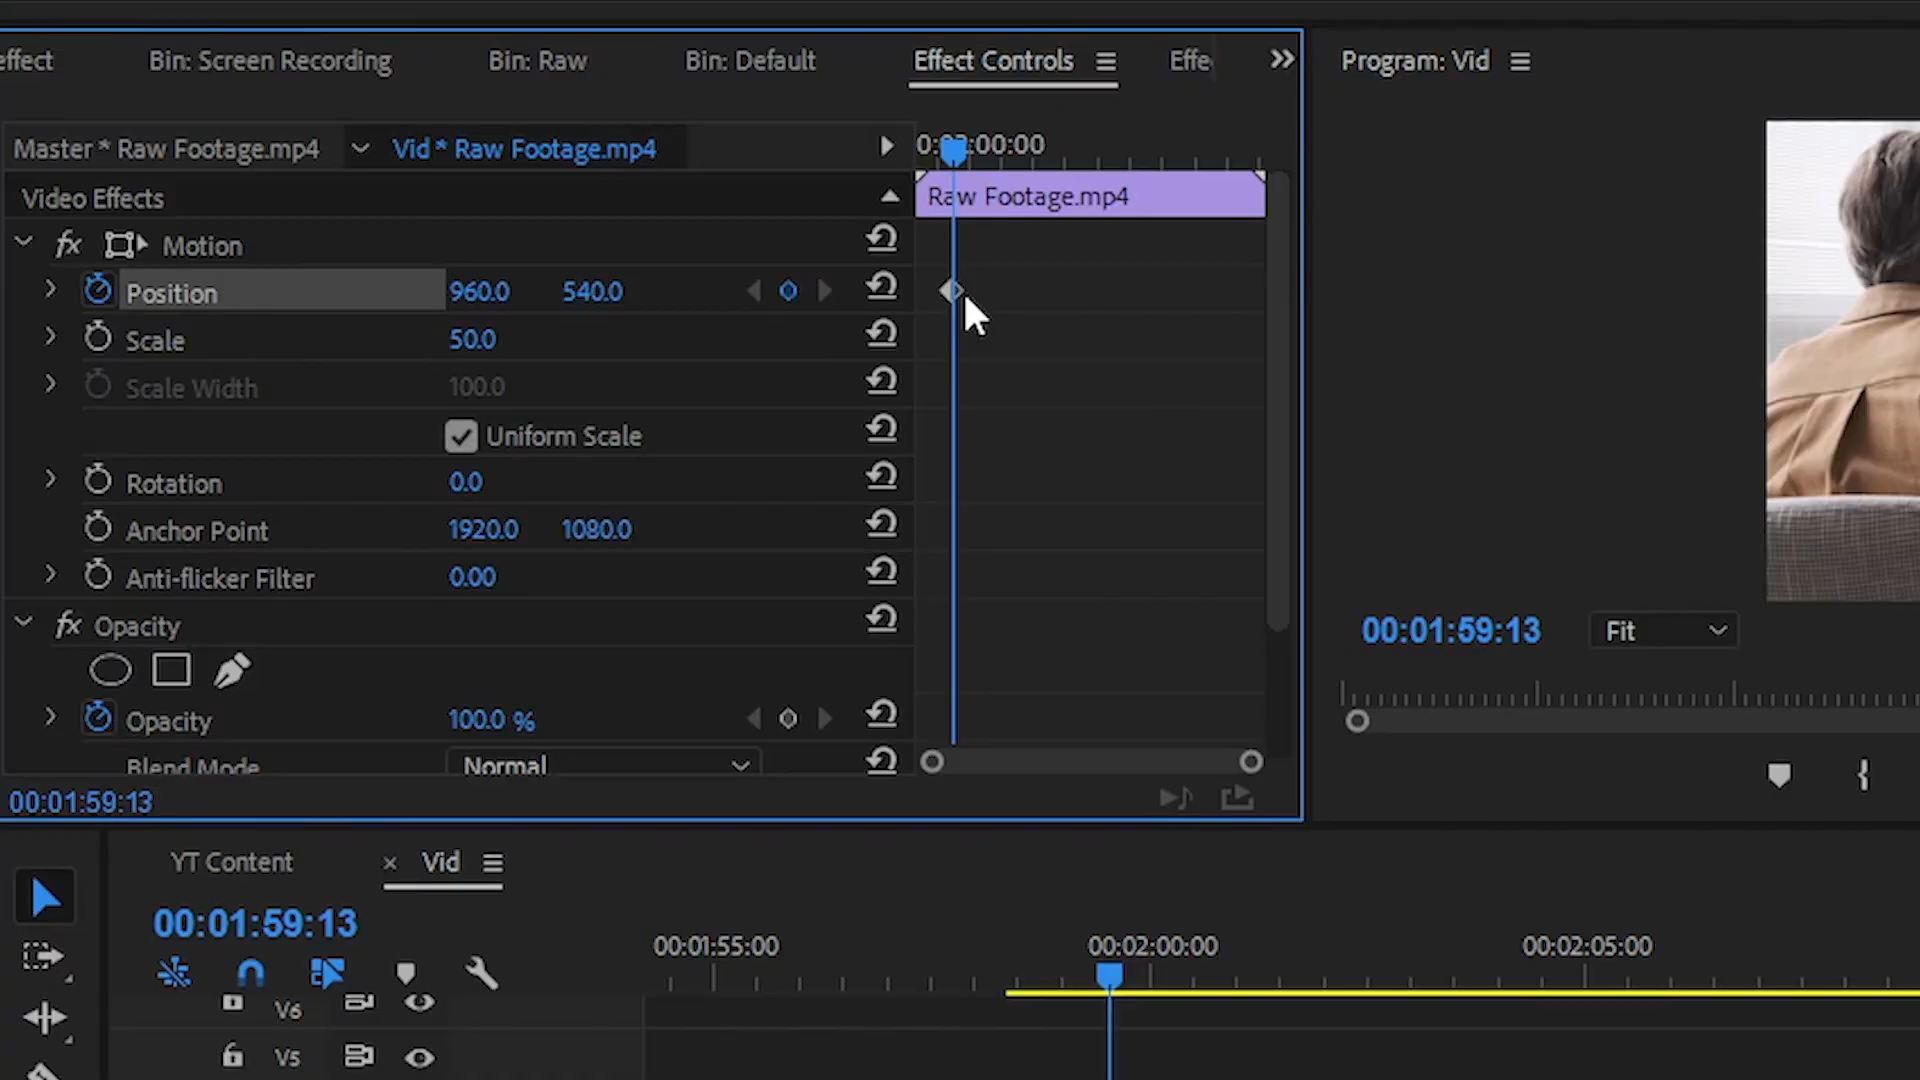 effect
Bin: Screen Recording
Bin: Raw
Bin: Default
Effect Controls
Effe
Program: Vid
Master * Raw Footage.mp4
Vid * Raw Footage.mp4
:00:00
Video Effects
Raw Footage.mp4
fx Motion
Position 960.0 540.0
Scale 50.0
Scale Width 100.0
Uniform Scale
Rotation 0.0
Anchor Point 1920.0 1080.0
Anti-flicker Filter 0.00
fx Opacity
00:01:59:13
Fit
Opacity 100.0 %
Blend Mode Normal
00:01:59:13
YT Content
× Vid
00:01:59:13
00:01:55:00
00:02:00:00
00:02:05:00
V6
V5